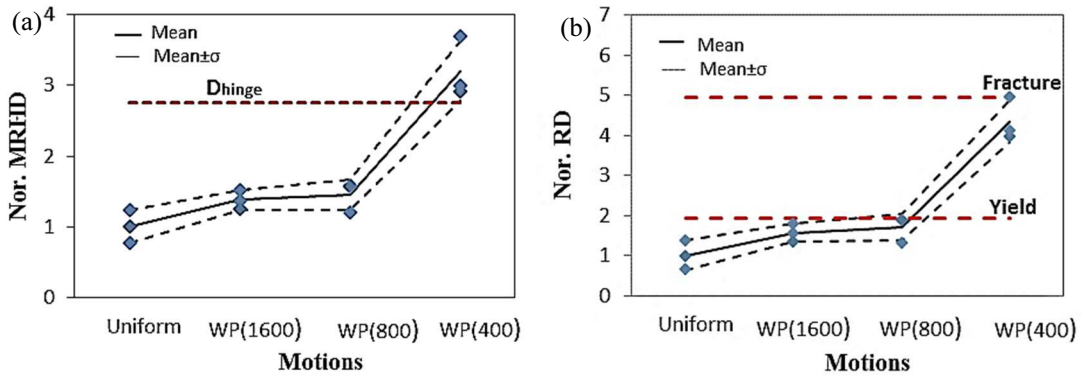 (a)
4
3
2
1
0
Nor. MRHD
Mean
Mean±σ
Dhinge
Uniform
WP(1600)
WP(800)
WP(400)
Motions
(b)
7
6
5
4
3
2
1
0
Nor. RD
Mean
Mean±σ
Fracture
Yield
Uniform
WP(1600)
WP(800)
WP(400)
Motions